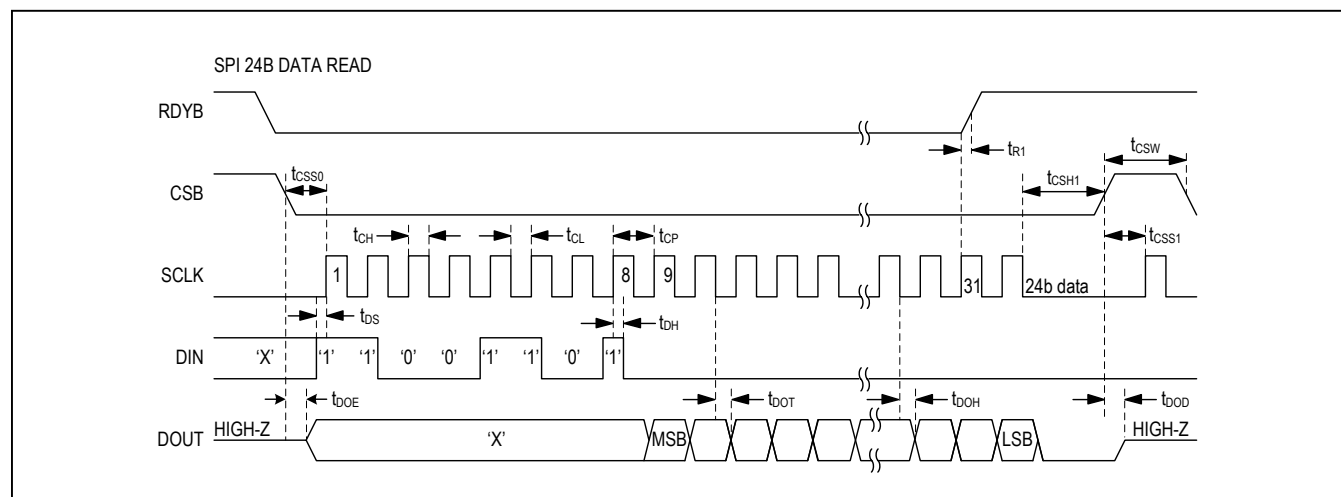 SPI 24B DATA READ
RDYB
tR1
tCSW
tCSS0
tCSH1
CSB
tCH
tCL
tCP
tCSS1
SCLK
1
8
9
31
24b data
tDS
tDH
DIN
'X'
'1'
'1'
'0'
'0'
'1'
'1'
'0'
'1'
tDOE
tDOT
tDOH
tDOD
DOUT
HIGH-Z
'X'
MSB
LSB
HIGH-Z